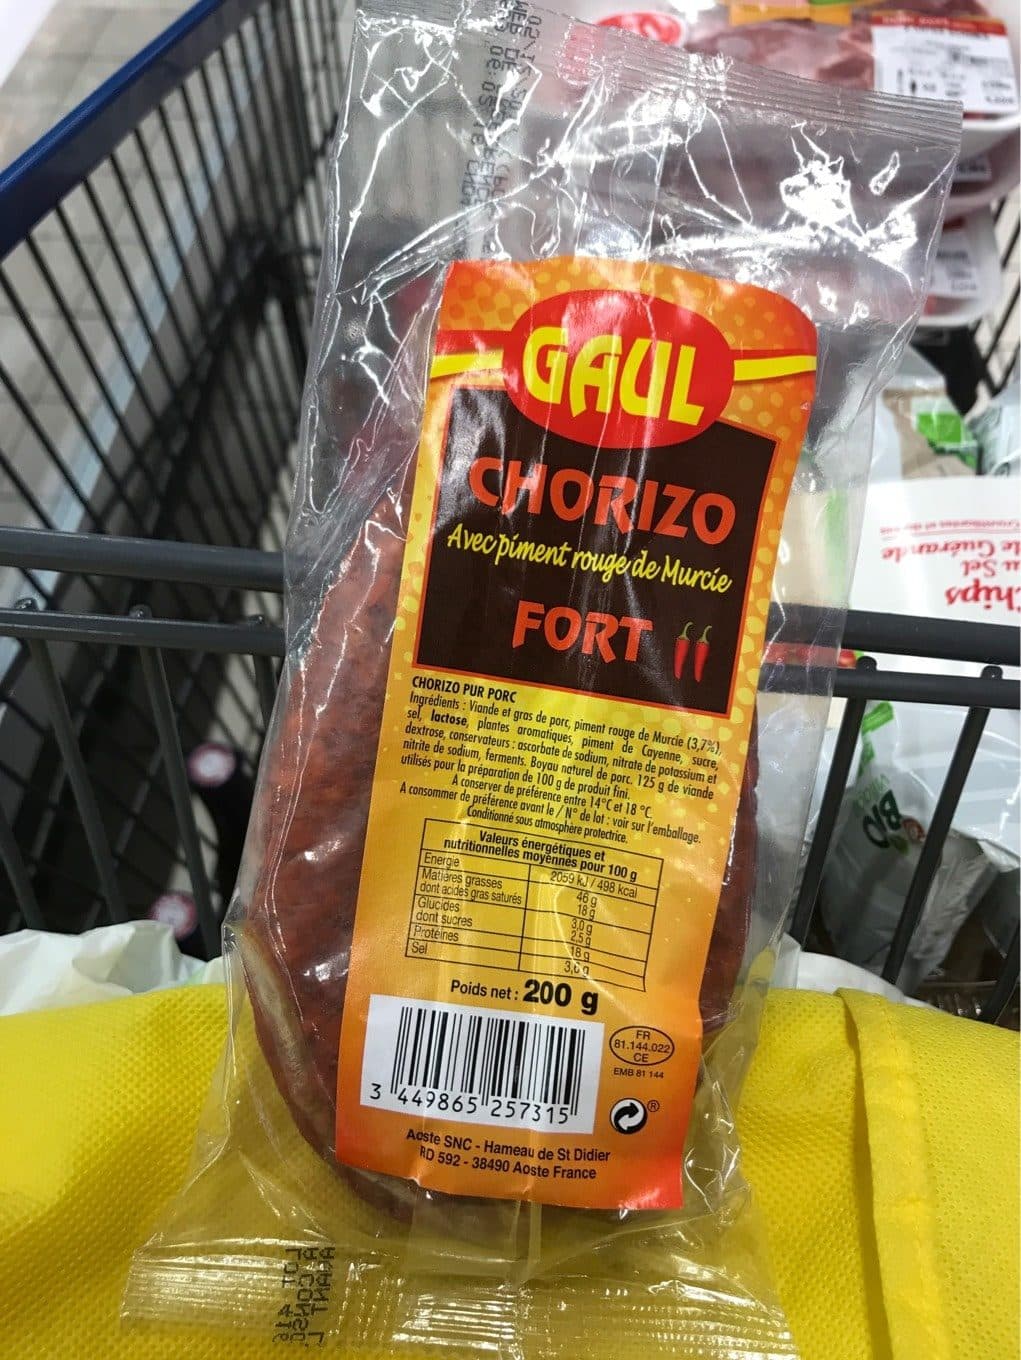 GAUL
CHORIZO
Avec piment rouge de Murcie
FORT
CHORIZO PUR PORC
Ingrédients : Viande et gras de porc, piment rouge de Murcie (3,7%),
sel, lactose, plantes aromatiques, piment de Cayenne, sucre,
dextrose, conservateurs : ascorbate de sodium, nitrate de potassium et
nitrite de sodium, ferments. Boyau naturel de porc. 125 g de viande
utilisés pour la préparation de 100 g de produit fini.
A conserver de préférence entre 14°C et 18 °C.
A consommer de préférence avant le / N° de lot : voir sur l'emballage.
Conditionné sous atmosphère protectrice.
Valeurs énergétiques et
nutritionnelles moyennes pour 100 g
Energie 2059 kJ / 498 kcal
Matières grasses 46 g
dont acides gras saturés 18 g
Glucides 3,0 g
dont sucres 2,5 g
Protéines 18 g
Sel 3,6 g
Poids net : 200 g
FR
81.144.022
CE
EMB 81 144
3 449865 257315
®
Aoste SNC - Hameau de St Didier
RD 592 - 38490 Aoste France
hips
u Sel
de Guérande
BIO